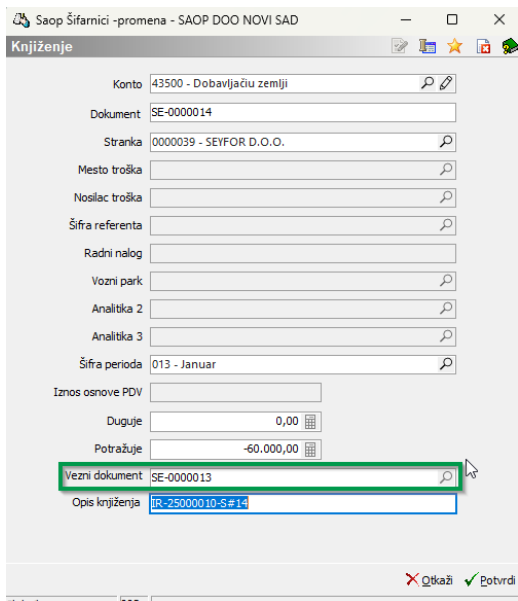 Saop Šifarnici -promena - SAOP DOO NOVI SAD
Knjiženje
Konto 43500 - Dobavljačiu zemlji
Dokument SE-0000014
Stranka 0000039 - SEYFOR D.O.O.
Mesto troška
Nosilac troška
Šifra referenta
Radni nalog
Vozni park
Analitika 2
Analitika 3
Šifra perioda 013 - Januar
Iznos osnove PDV
Duguje 0,00
Potražuje -60.000,00
Vezni dokument SE-0000013
Opis knjiženja IR-25000010-S#14
Otkaži Potvrdi